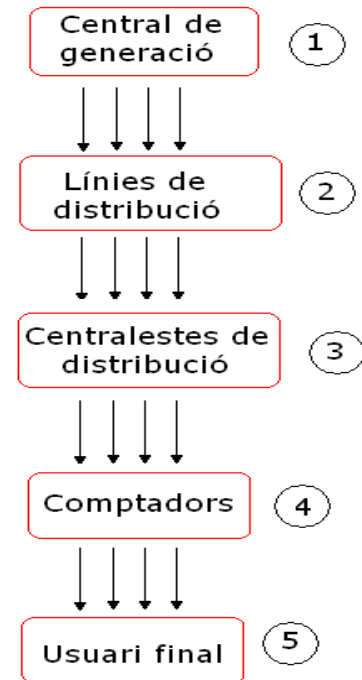 Central de
generació
1
Línies de
distribució
2
Centralestes de
distribució
3
Comptadors
4
Usuari final
5